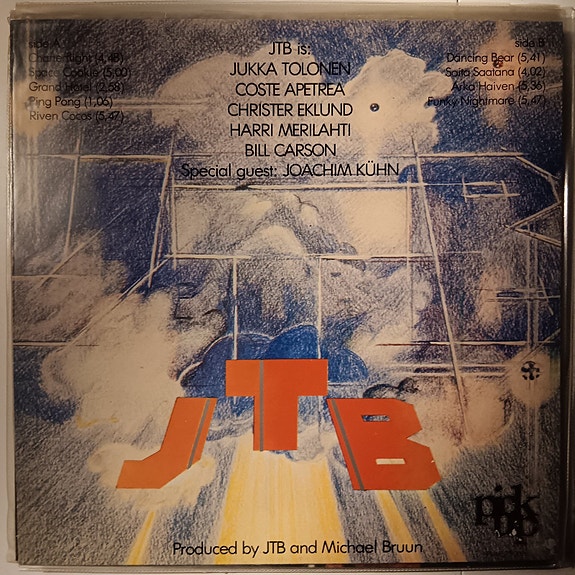 side A
Charterflight (4,48)
Space Cookie (5,00)
Grand Hotel (2,58)
Ping Pong (1,06)
Riven Cocos (5,47)
JTB is:
JUKKA TOLONEN
COSTE APETREA
CHRISTER EKLUND
HARRI MERILAHTI
BILL CARSON
Special guest: JOACHIM KÜHN
side B
Dancing Bear (5,41)
Saita Saatana (4,02)
Arka Haiven (5,36)
Funky Nightmare (5,47)
JTB
pick up
Produced by JTB and Michael Bruun